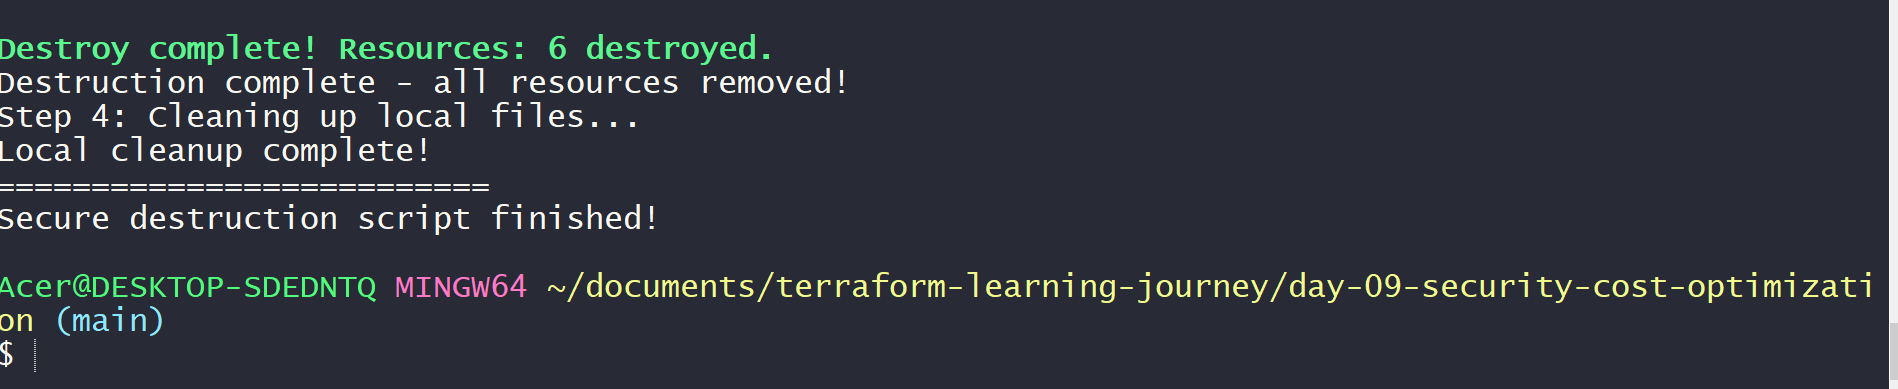 Destroy complete! Resources: 6 destroyed.
Destruction complete - all resources removed!
Step 4: Cleaning up local files...
Local cleanup complete!
==========================
Secure destruction script finished!
Acer@DESKTOP-SDEDNTQ MINGW64 ~/documents/terraform-learning-journey/day-09-security-cost-optimizati
on (main)
$